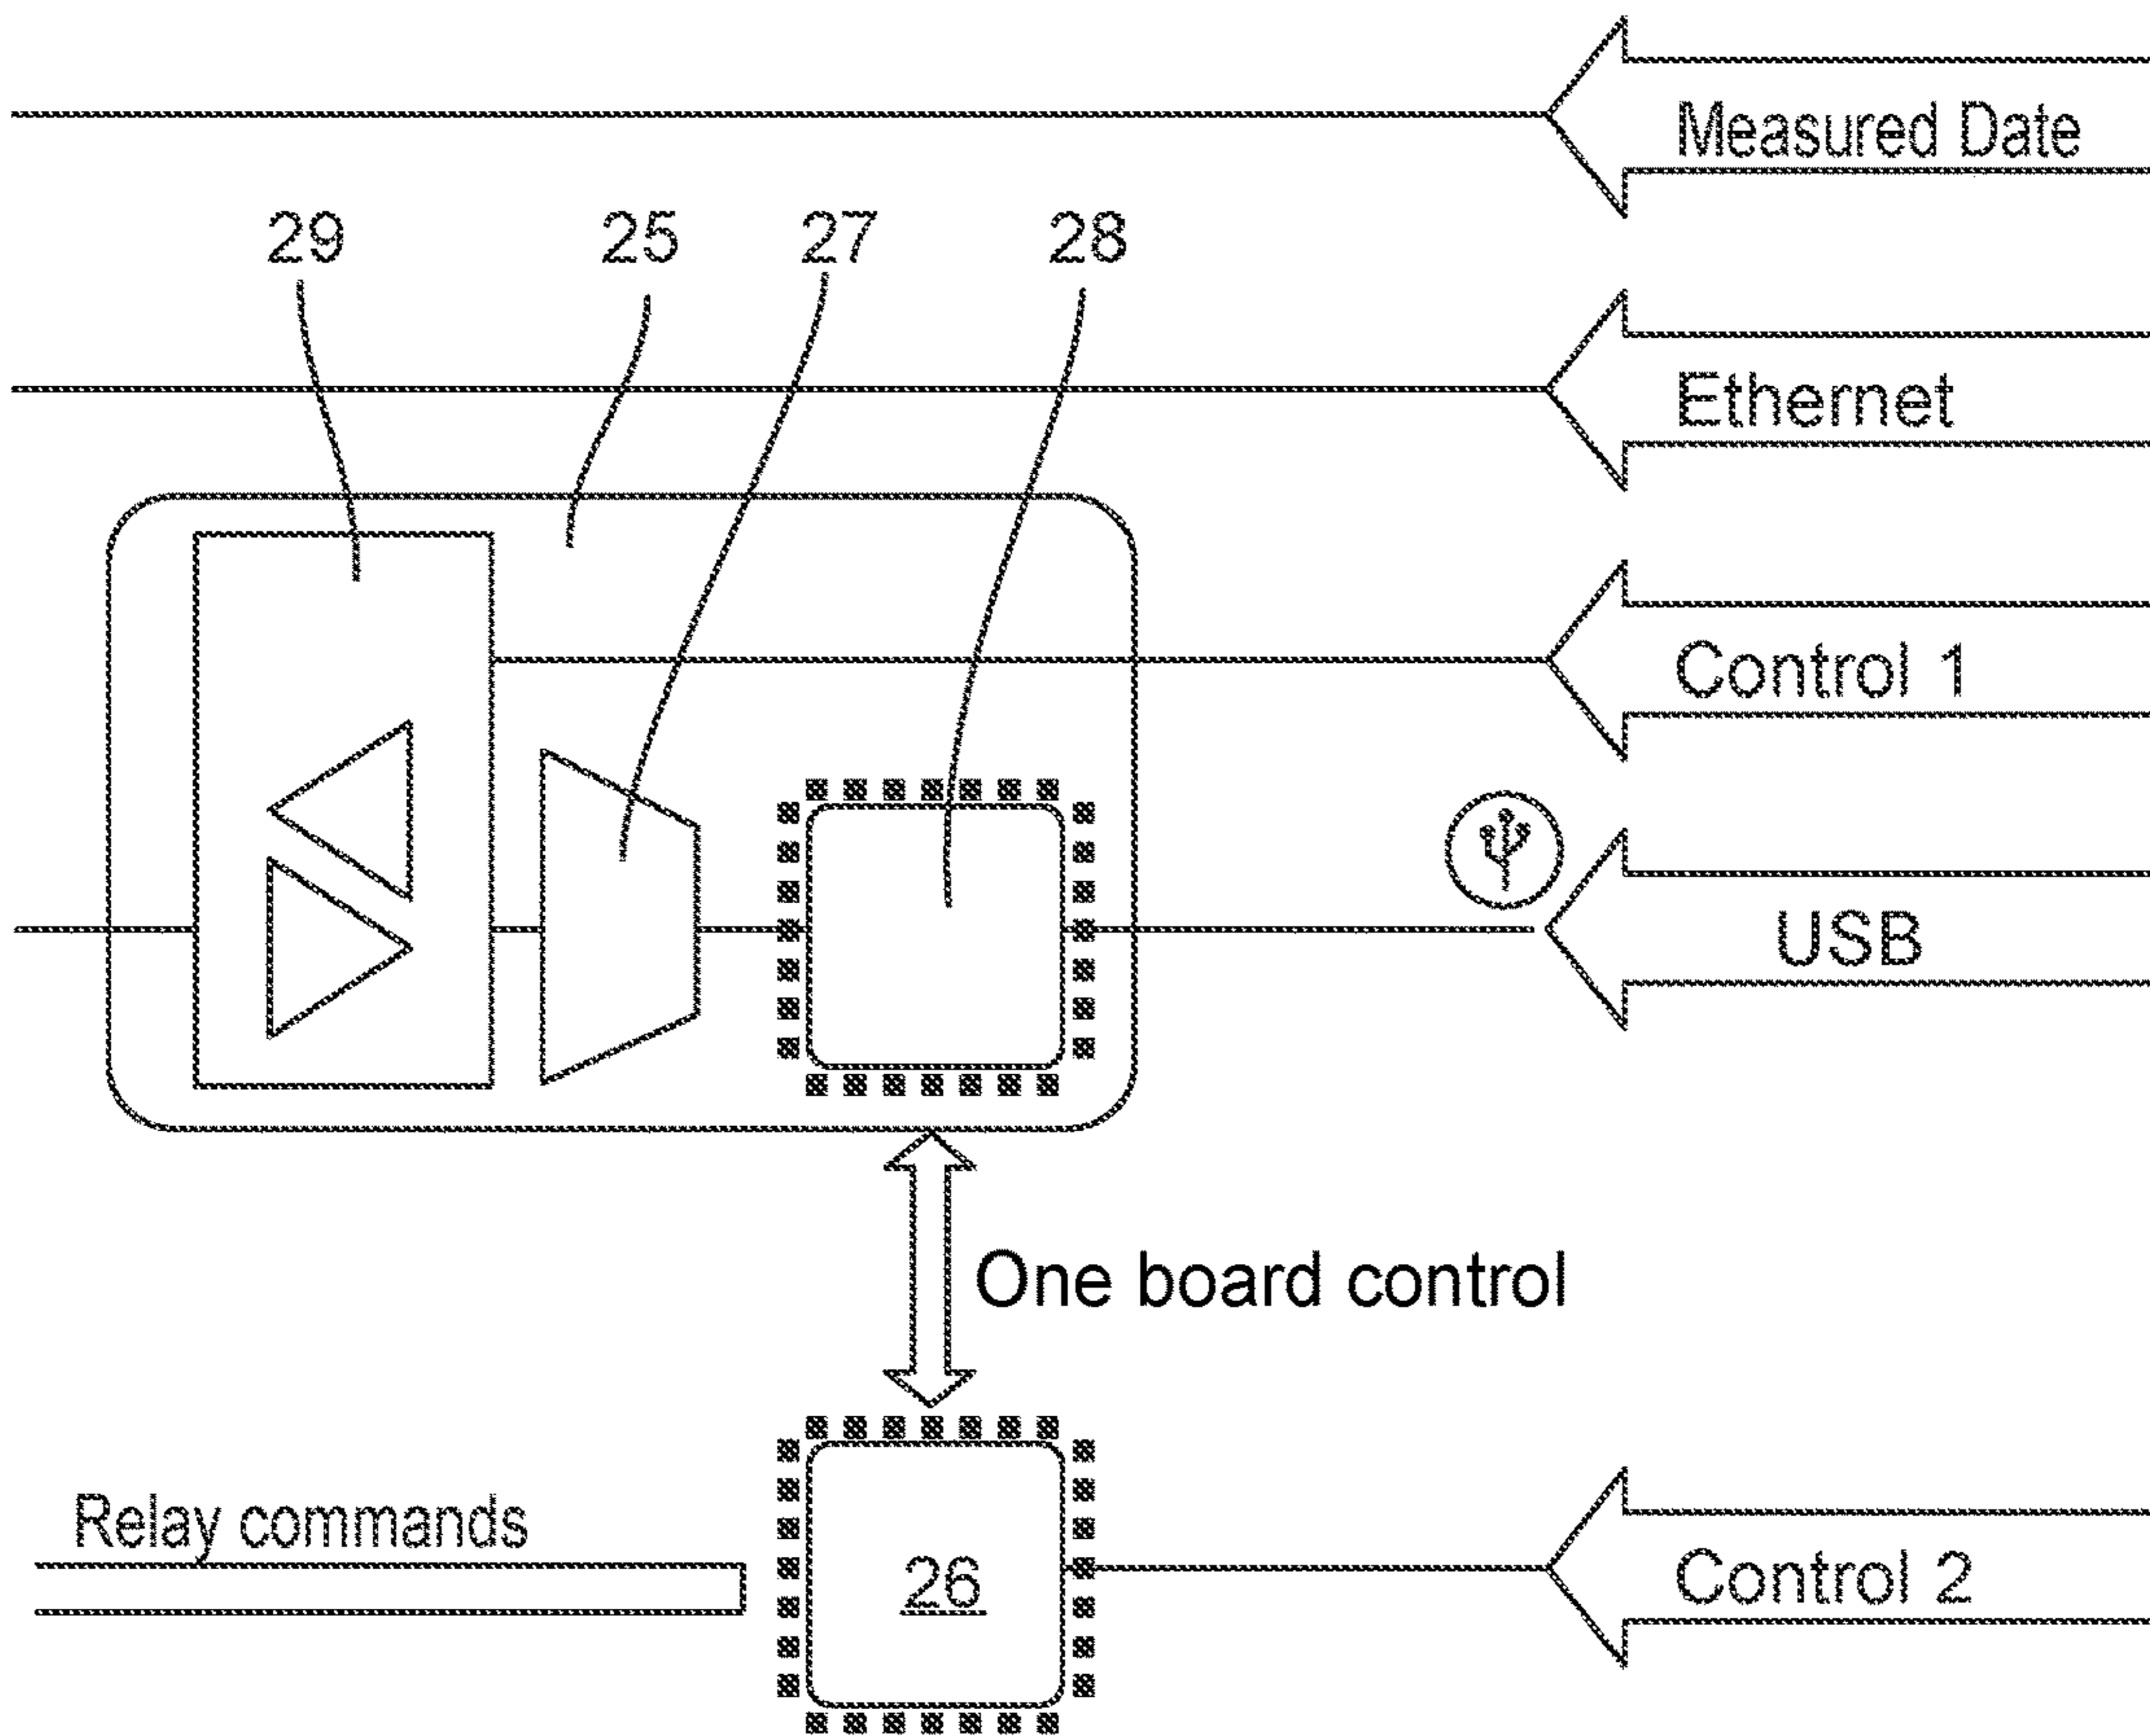 Measured Date
29 25 27 28
Ethernet
Control 1
USB
One board control
Relay commands
26
Control 2